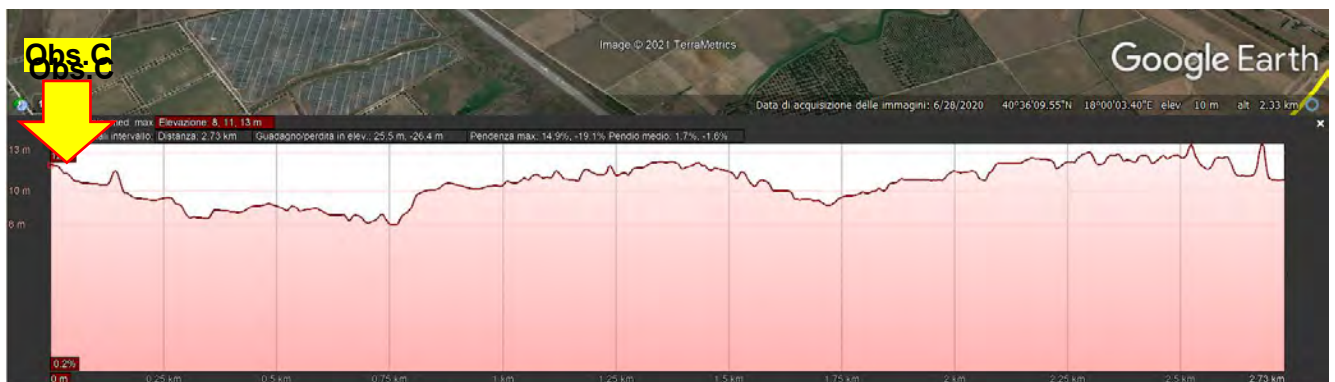 Obs.C
Obs.C
Image © 2021 TerraMetrics
Google Earth
Data di acquisizione delle immagini: 6/28/2020 40°36'09.55"N 18°00'03.40"E elev 10 m alt 2.33 km
med. max Elevazione: 8, 11, 13 m
intervallo: Distanza: 2.73 km Guadagno/perdita in elev.: 25.5 m, -26.4 m Pendenza max: 14.9%, -19.1% Pendio medio: 1.7%, -1.6%
13 m
10 m
8 m
0.2%
0 m 0.25 km 0.5 km 0.75 km 1 km 1.25 km 1.5 km 1.75 km 2 km 2.25 km 2.5 km 2.73 km